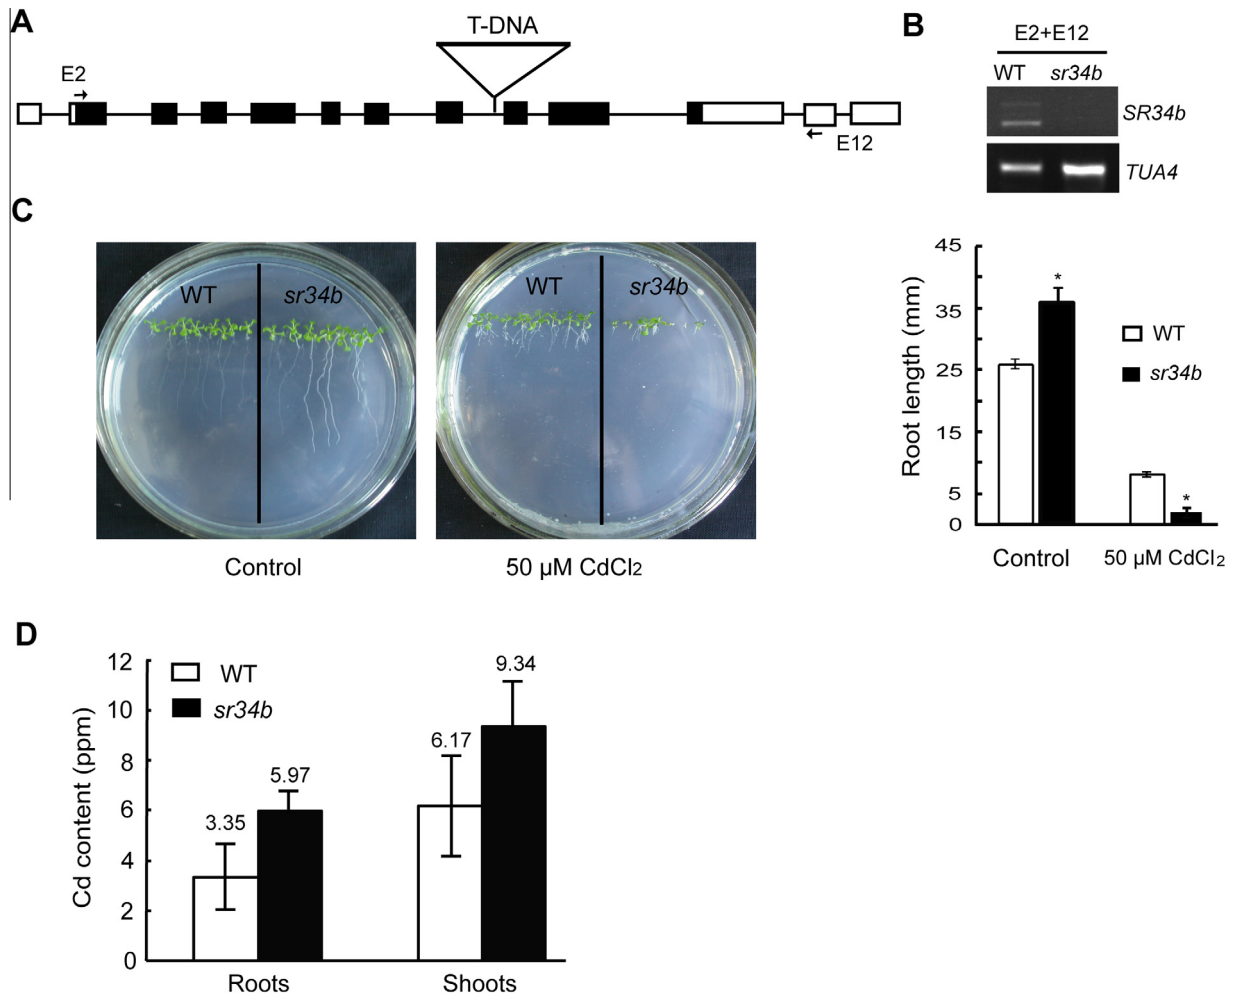 A
T-DNA
E2
E12
B
E2+E12
WT sr34b
SR34b
TUA4
C
WT sr34b
Control
WT sr34b
50 µM CdCl2
Root length (mm)
45
35
25
15
5
0
WT
sr34b
*
*
Control
50 µM CdCl2
D
Cd content (ppm)
12
10
8
6
4
2
0
WT
sr34b
3.35
5.97
6.17
9.34
Roots
Shoots